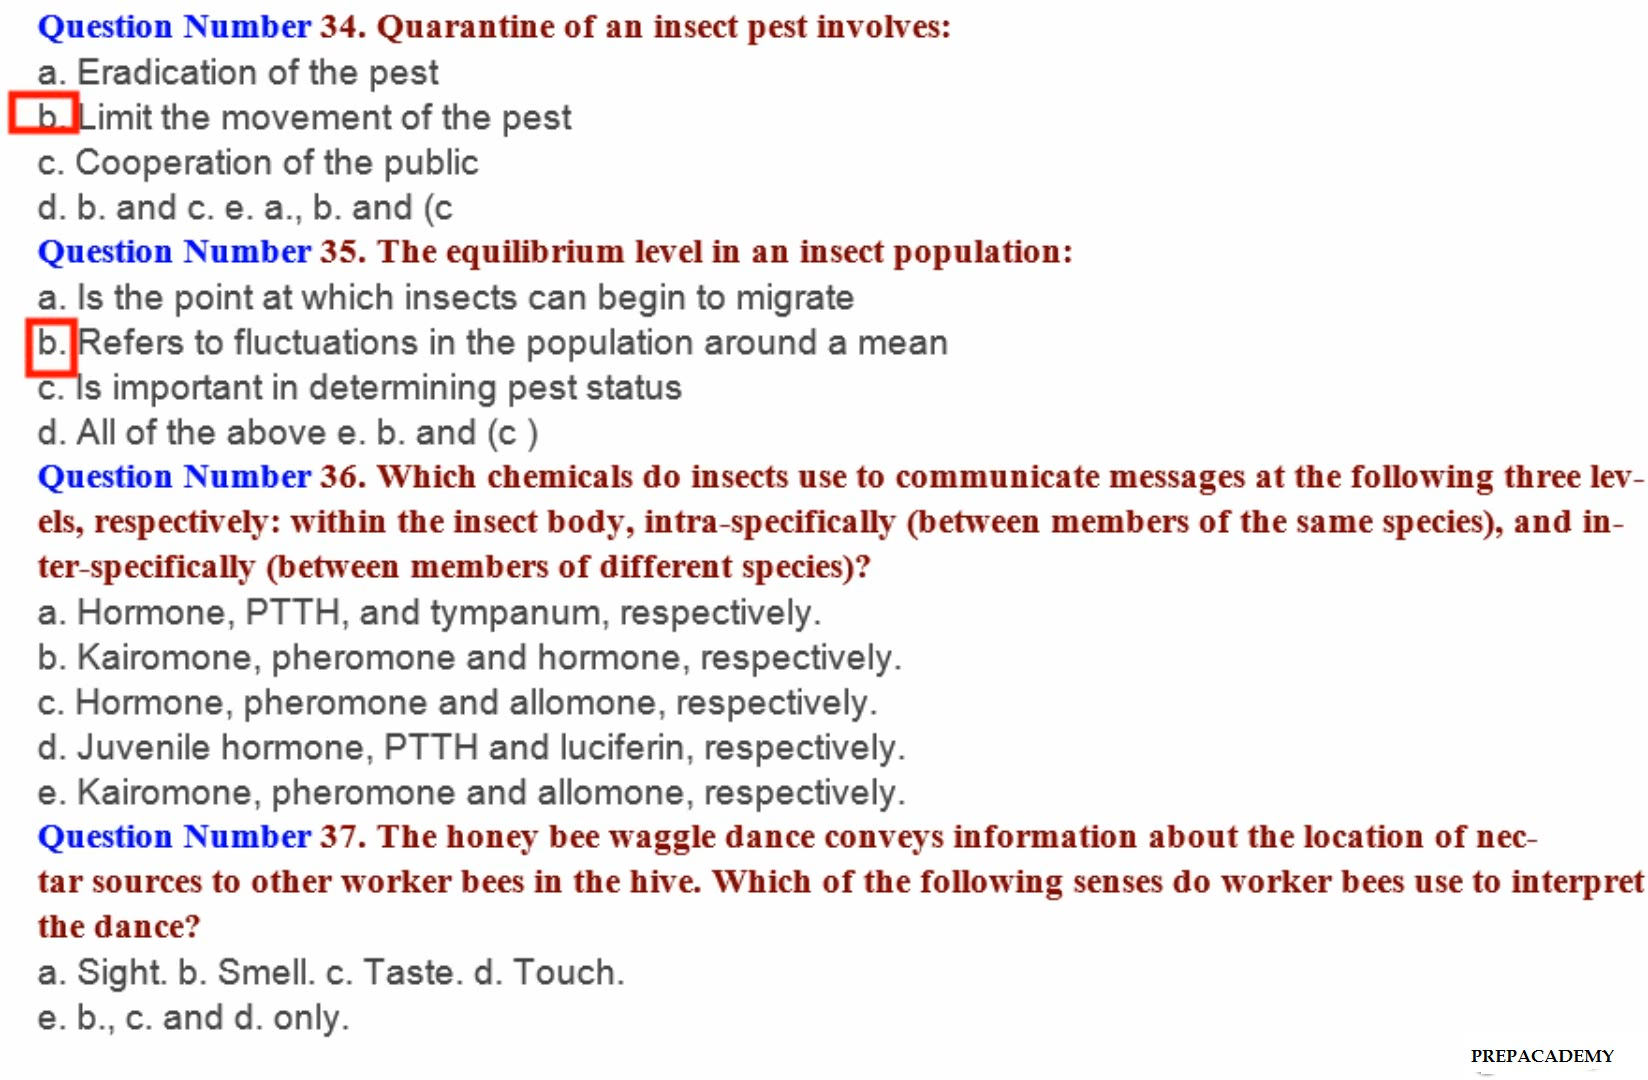 Question Number 34. Quarantine of an insect pest involves:
a. Eradication of the pest
b. Limit the movement of the pest
c. Cooperation of the public
d. b. and c. e. a., b. and (c
Question Number 35. The equilibrium level in an insect population:
a. Is the point at which insects can begin to migrate
b. Refers to fluctuations in the population around a mean
c. Is important in determining pest status
d. All of the above e. b. and (c )
Question Number 36. Which chemicals do insects use to communicate messages at the following three lev-
els, respectively: within the insect body, intra-specifically (between members of the same species), and in-
ter-specifically (between members of different species)?
a. Hormone, PTTH, and tympanum, respectively.
b. Kairomone, pheromone and hormone, respectively.
c. Hormone, pheromone and allomone, respectively.
d. Juvenile hormone, PTTH and luciferin, respectively.
e. Kairomone, pheromone and allomone, respectively.
Question Number 37. The honey bee waggle dance conveys information about the location of nec-
tar sources to other worker bees in the hive. Which of the following senses do worker bees use to interpret
the dance?
a. Sight. b. Smell. c. Taste. d. Touch.
e. b., c. and d. only.
PREPACADEMY